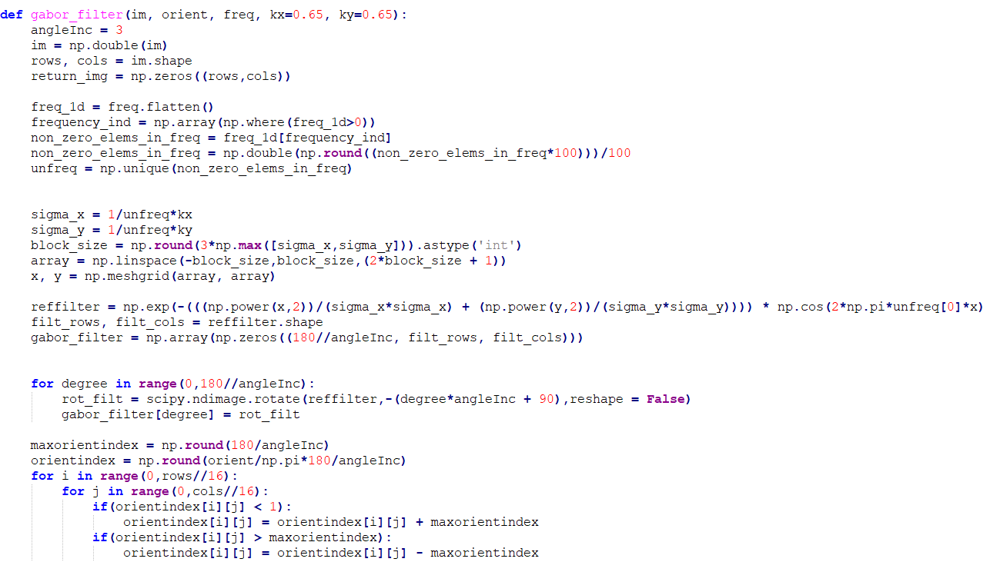 def gabor_filter(im, orient, freq, kx=0.65, ky=0.65):
    angleInc = 3
    im = np.double(im)
    rows, cols = im.shape
    return_img = np.zeros((rows,cols))

    freq_1d = freq.flatten()
    frequency_ind = np.array(np.where(freq_1d>0))
    non_zero_elems_in_freq = freq_1d[frequency_ind]
    non_zero_elems_in_freq = np.double(np.round((non_zero_elems_in_freq*100)))/100
    unfreq = np.unique(non_zero_elems_in_freq)


    sigma_x = 1/unfreq*kx
    sigma_y = 1/unfreq*ky
    block_size = np.round(3*np.max([sigma_x,sigma_y])).astype('int')
    array = np.linspace(-block_size,block_size,(2*block_size + 1))
    x, y = np.meshgrid(array, array)

    reffilter = np.exp(-(((np.power(x,2))/(sigma_x*sigma_x) + (np.power(y,2))/(sigma_y*sigma_y)))) * np.cos(2*np.pi*unfreq[0]*x)
    filt_rows, filt_cols = reffilter.shape
    gabor_filter = np.array(np.zeros((180//angleInc, filt_rows, filt_cols)))


    for degree in range(0,180//angleInc):
        rot_filt = scipy.ndimage.rotate(reffilter,-(degree*angleInc + 90),reshape = False)
        gabor_filter[degree] = rot_filt

    maxorientindex = np.round(180/angleInc)
    orientindex = np.round(orient/np.pi*180/angleInc)
    for i in range(0,rows//16):
        for j in range(0,cols//16):
            if(orientindex[i][j] < 1):
                orientindex[i][j] = orientindex[i][j] + maxorientindex
            if(orientindex[i][j] > maxorientindex):
                orientindex[i][j] = orientindex[i][j] - maxorientindex